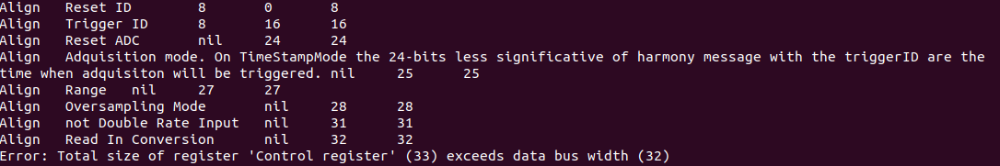 Align Reset ID 8 0 8
Align Trigger ID 8 16 16
Align Reset ADC nil 24 24
Align Adquisition mode. On TimeStampMode the 24-bits less significative of harmony message with the triggerID are the
time when adquisiton will be triggered. nil 25 25
Align Range nil 27 27
Align Oversampling Mode nil 28 28
Align not Double Rate Input nil 31 31
Align Read In Conversion nil 32 32
Error: Total size of register 'Control register' (33) exceeds data bus width (32)